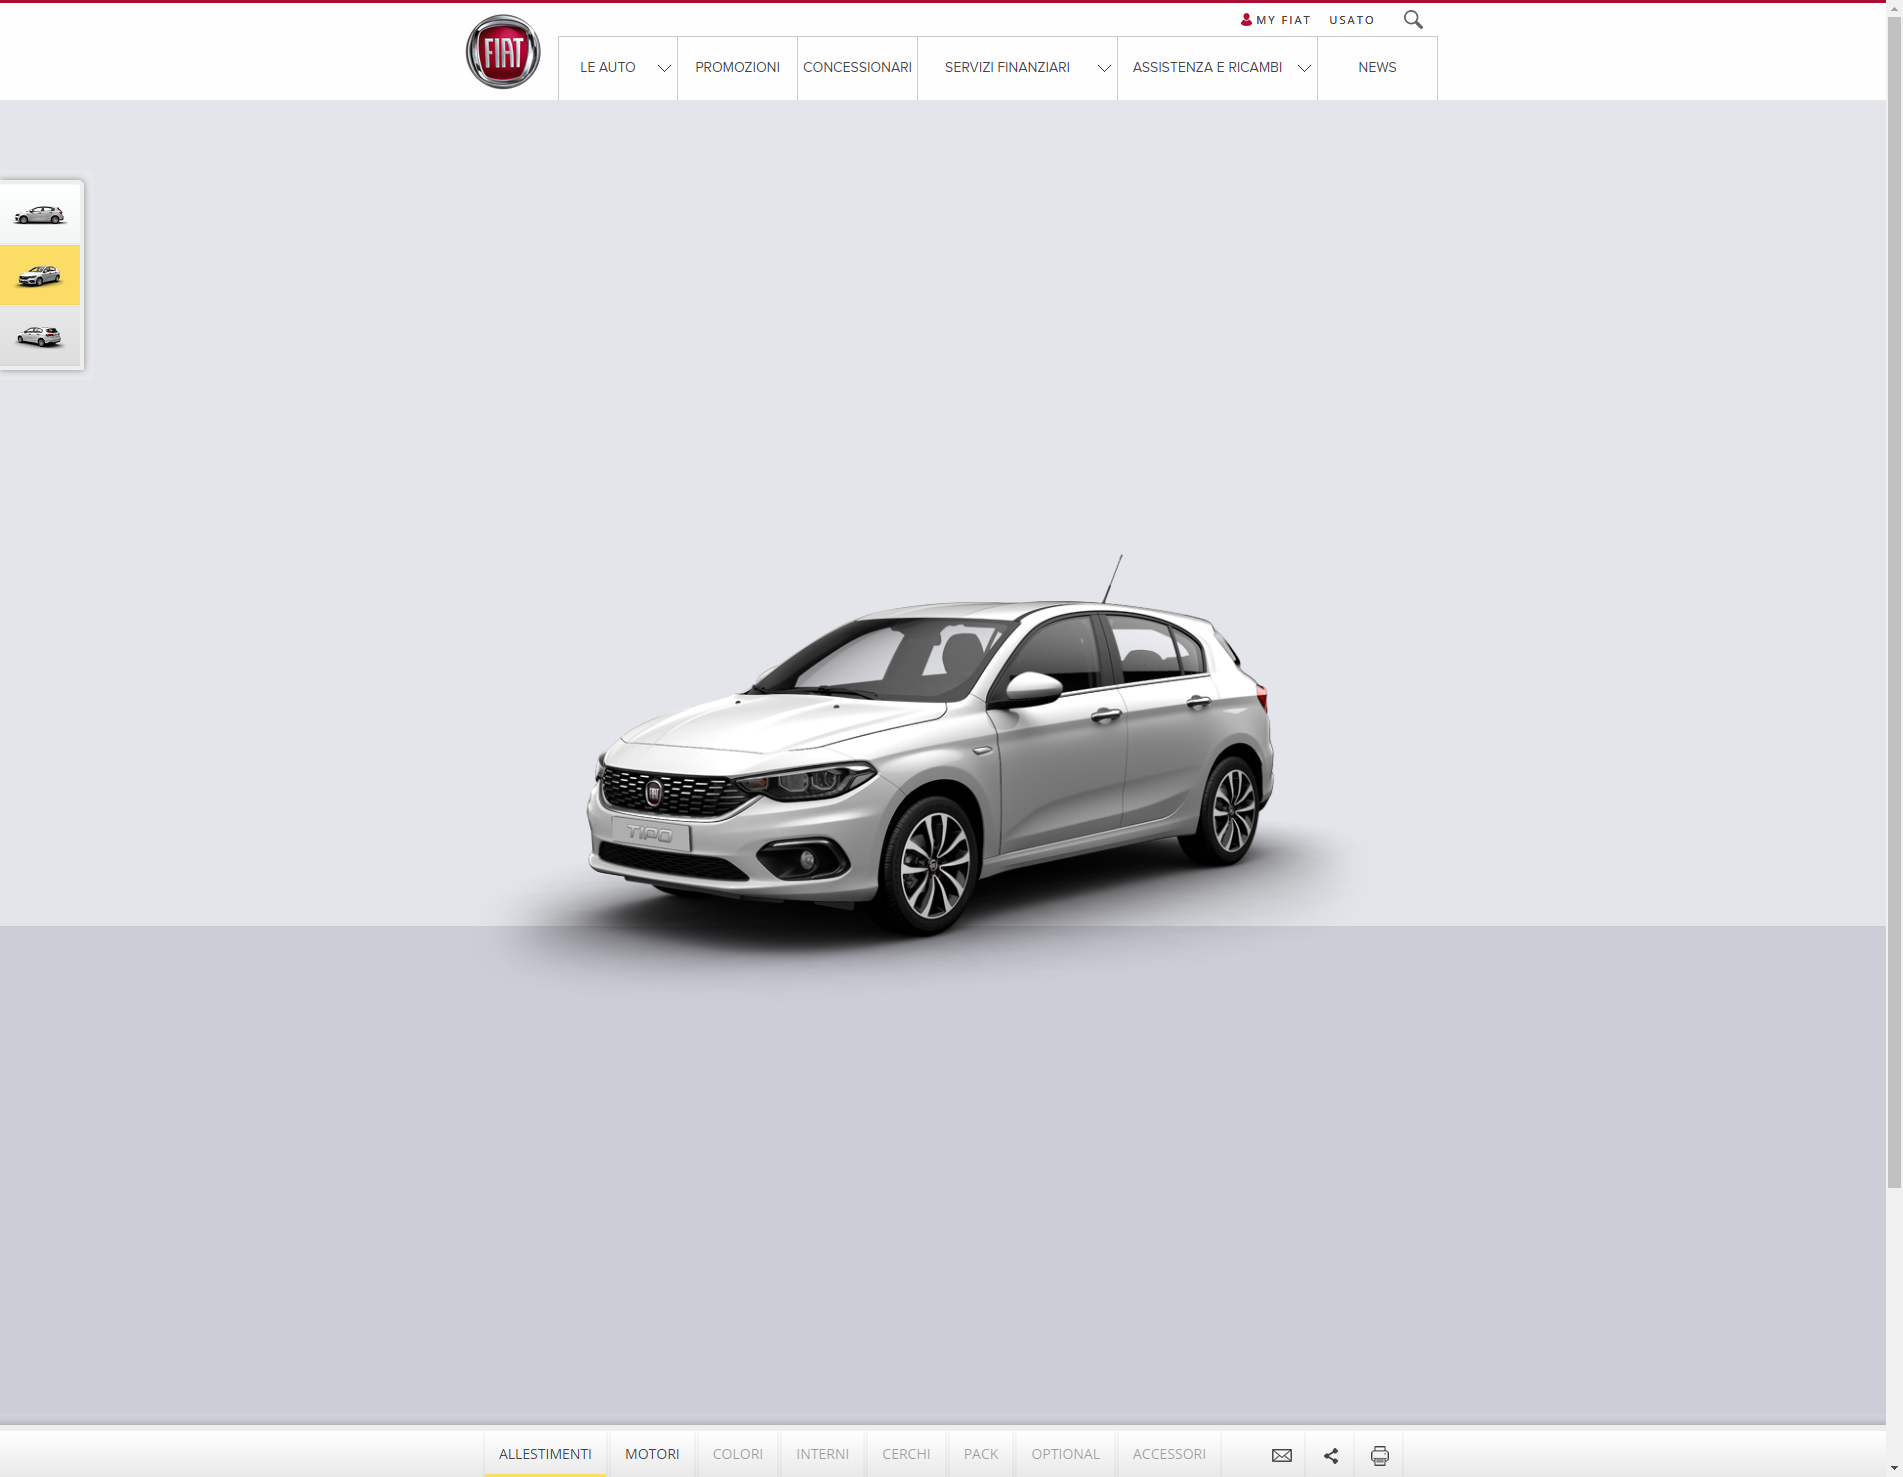 MY FIAT USATO
FIAT
LE AUTO PROMOZIONI CONCESSIONARI SERVIZI FINANZIARI ASSISTENZA E RICAMBI NEWS
FIAT
TIPO
ALLESTIMENTI MOTORI COLORI INTERNI CERCHI PACK OPTIONAL ACCESSORI